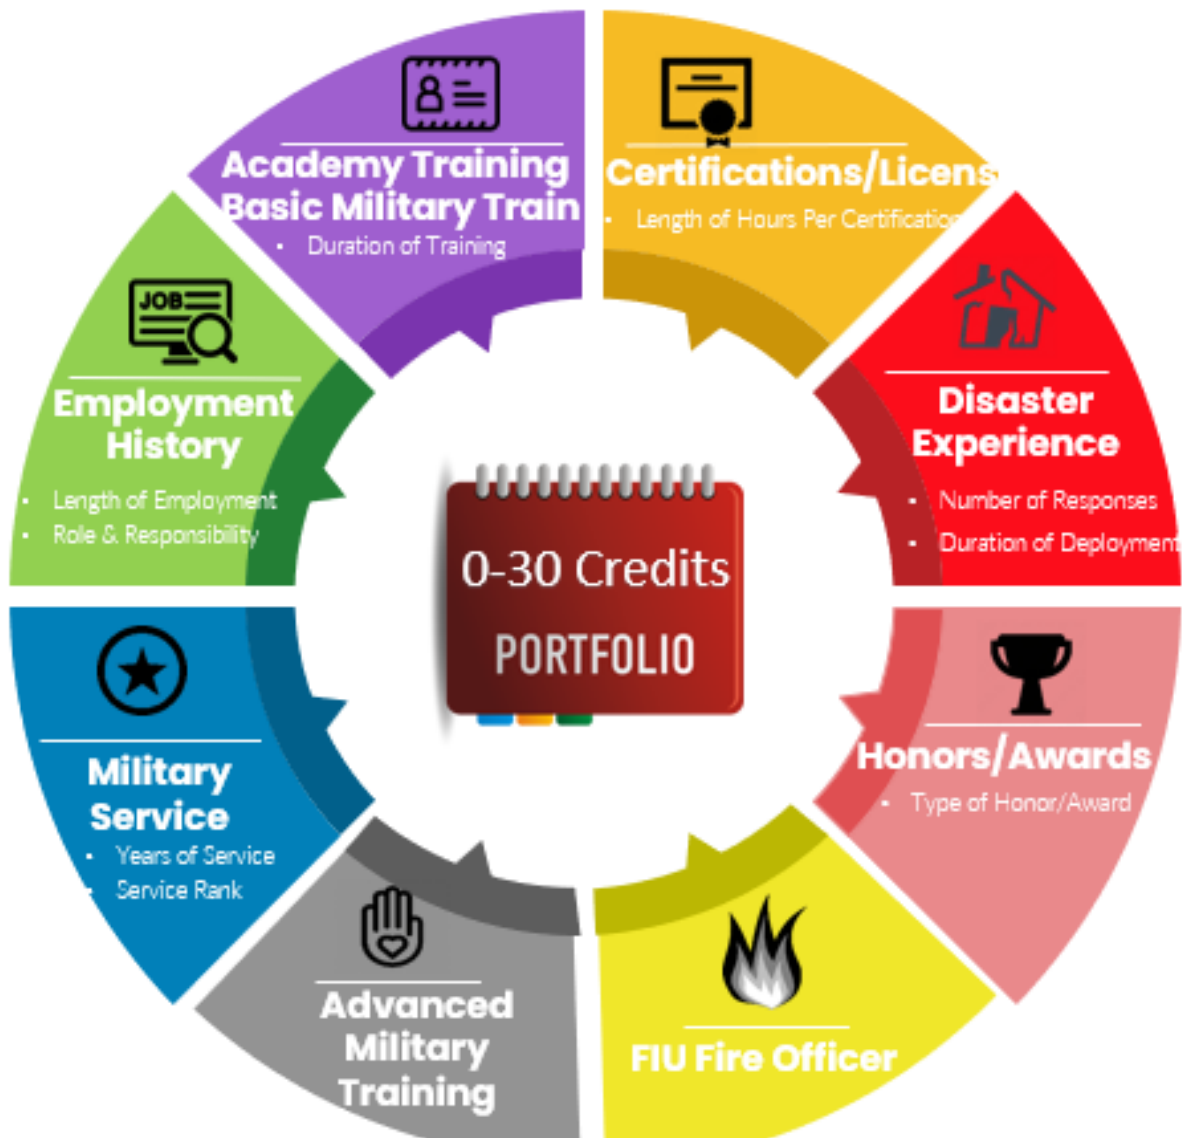 Academy Training
Basic Military Train
• Duration of Training
Certifications/Licens
• Length of Hours Per Certification
Disaster
Experience
• Number of Responses
• Duration of Deployment
Honors/Awards
• Type of Honor/Award
FIU Fire Officer
Advanced
Military
Training
Military
Service
• Years of Service
• Service Rank
JOB
Employment
History
• Length of Employment
• Role & Responsibility
0-30 Credits
PORTFOLIO